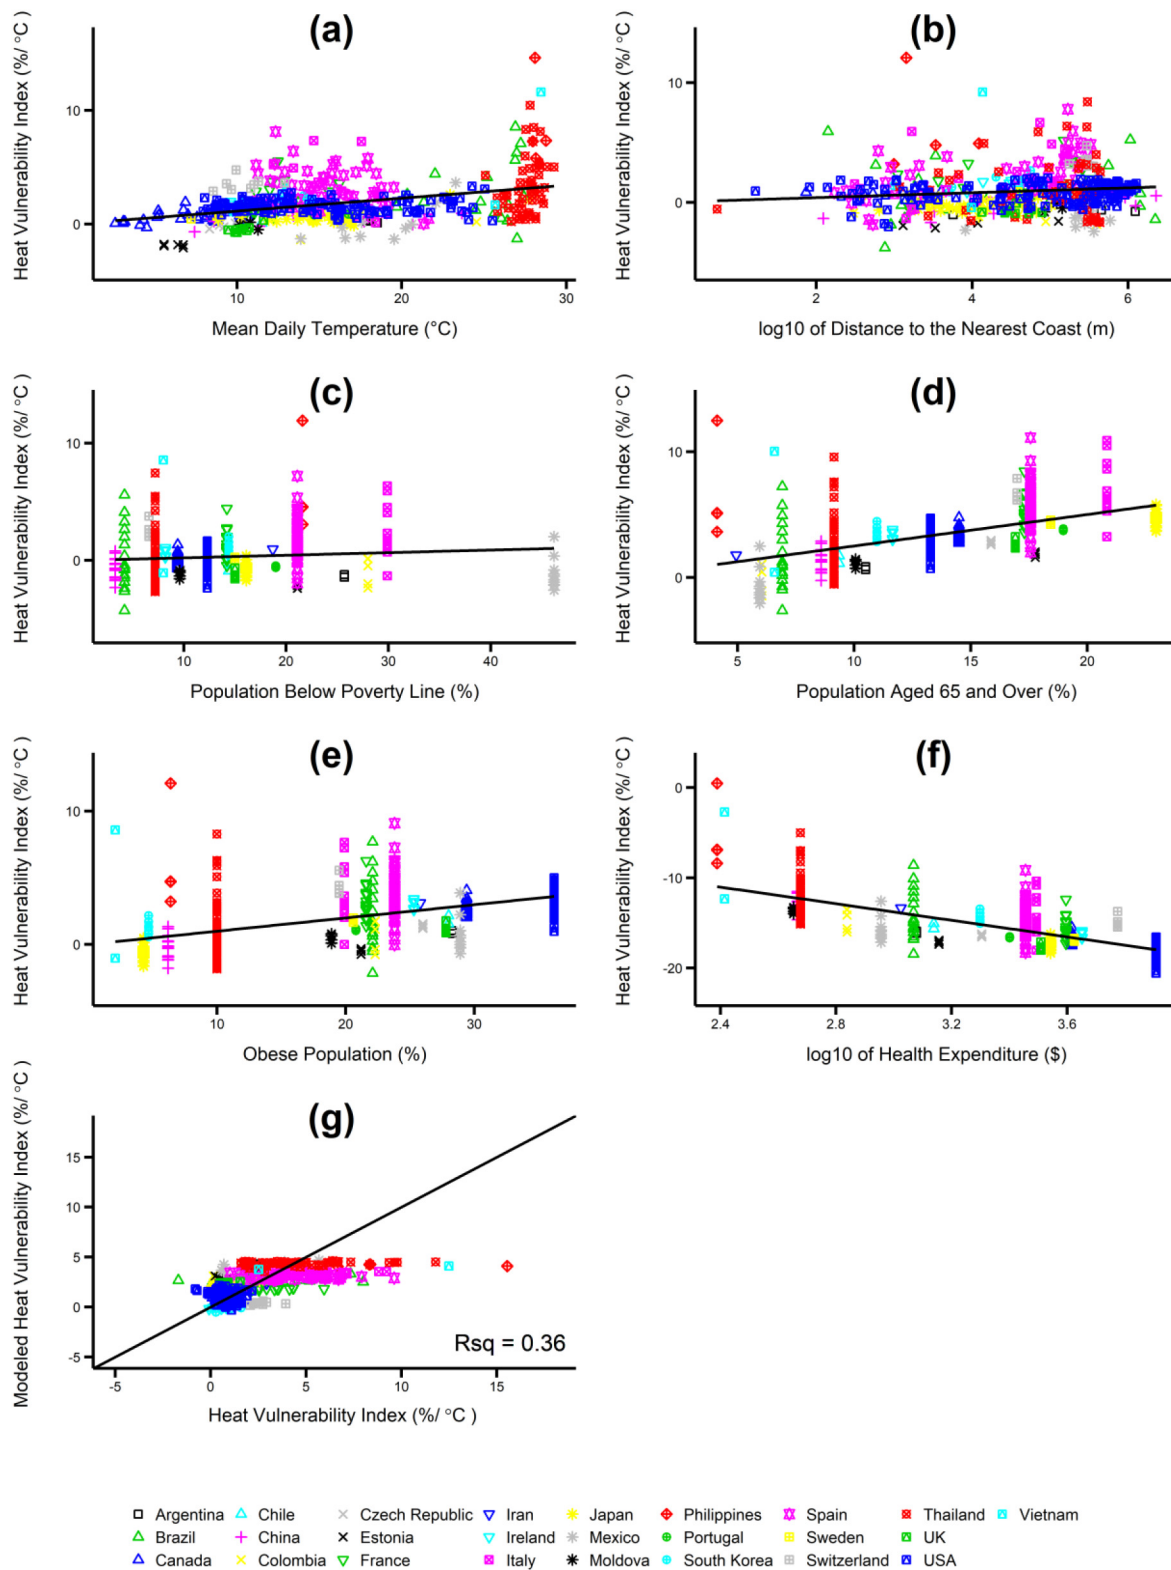 (a)
Heat Vulnerability Index (%/ °C)
10
0
10
20
30
Mean Daily Temperature (°C)
(b)
Heat Vulnerability Index (%/ °C)
10
0
2
4
6
log10 of Distance to the Nearest Coast (m)
(c)
Heat Vulnerability Index (%/ °C)
10
0
10
20
30
40
Population Below Poverty Line (%)
(d)
Heat Vulnerability Index (%/ °C)
10
0
5
10
15
20
Population Aged 65 and Over (%)
(e)
Heat Vulnerability Index (%/ °C)
10
0
10
20
30
Obese Population (%)
(f)
Heat Vulnerability Index (%/ °C)
0
-10
-20
2.4
2.8
3.2
3.6
log10 of Health Expenditure ($)
(g)
Modeled Heat Vulnerability Index (%/ °C)
15
10
5
0
-5
Rsq = 0.36
-5
0
5
10
15
Heat Vulnerability Index (%/ °C )
Argentina Chile Czech Republic Iran Japan Philippines Spain Thailand Vietnam
Brazil China Estonia Ireland Mexico Portugal Sweden UK
Canada Colombia France Italy Moldova South Korea Switzerland USA